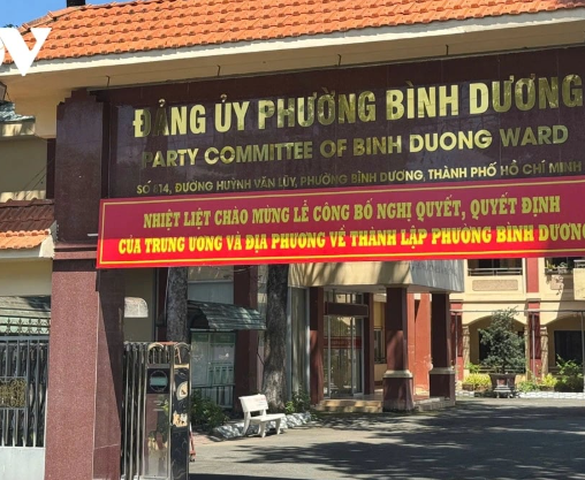 ĐẢNG ỦY PHƯỜNG BÌNH DƯƠNG
PARTY COMMITTEE OF BINH DUONG WARD
SỐ 614, ĐƯỜNG HUỲNH VĂN LŨY, PHƯỜNG BÌNH DƯƠNG, THÀNH PHỐ HỒ CHÍ MINH
NHIỆT LIỆT CHÀO MỪNG LỄ CÔNG BỐ NGHỊ QUYẾT, QUYẾT ĐỊNH
CỦA TRUNG ƯƠNG VÀ ĐỊA PHƯƠNG VỀ THÀNH LẬP PHƯỜNG BÌNH DƯƠNG